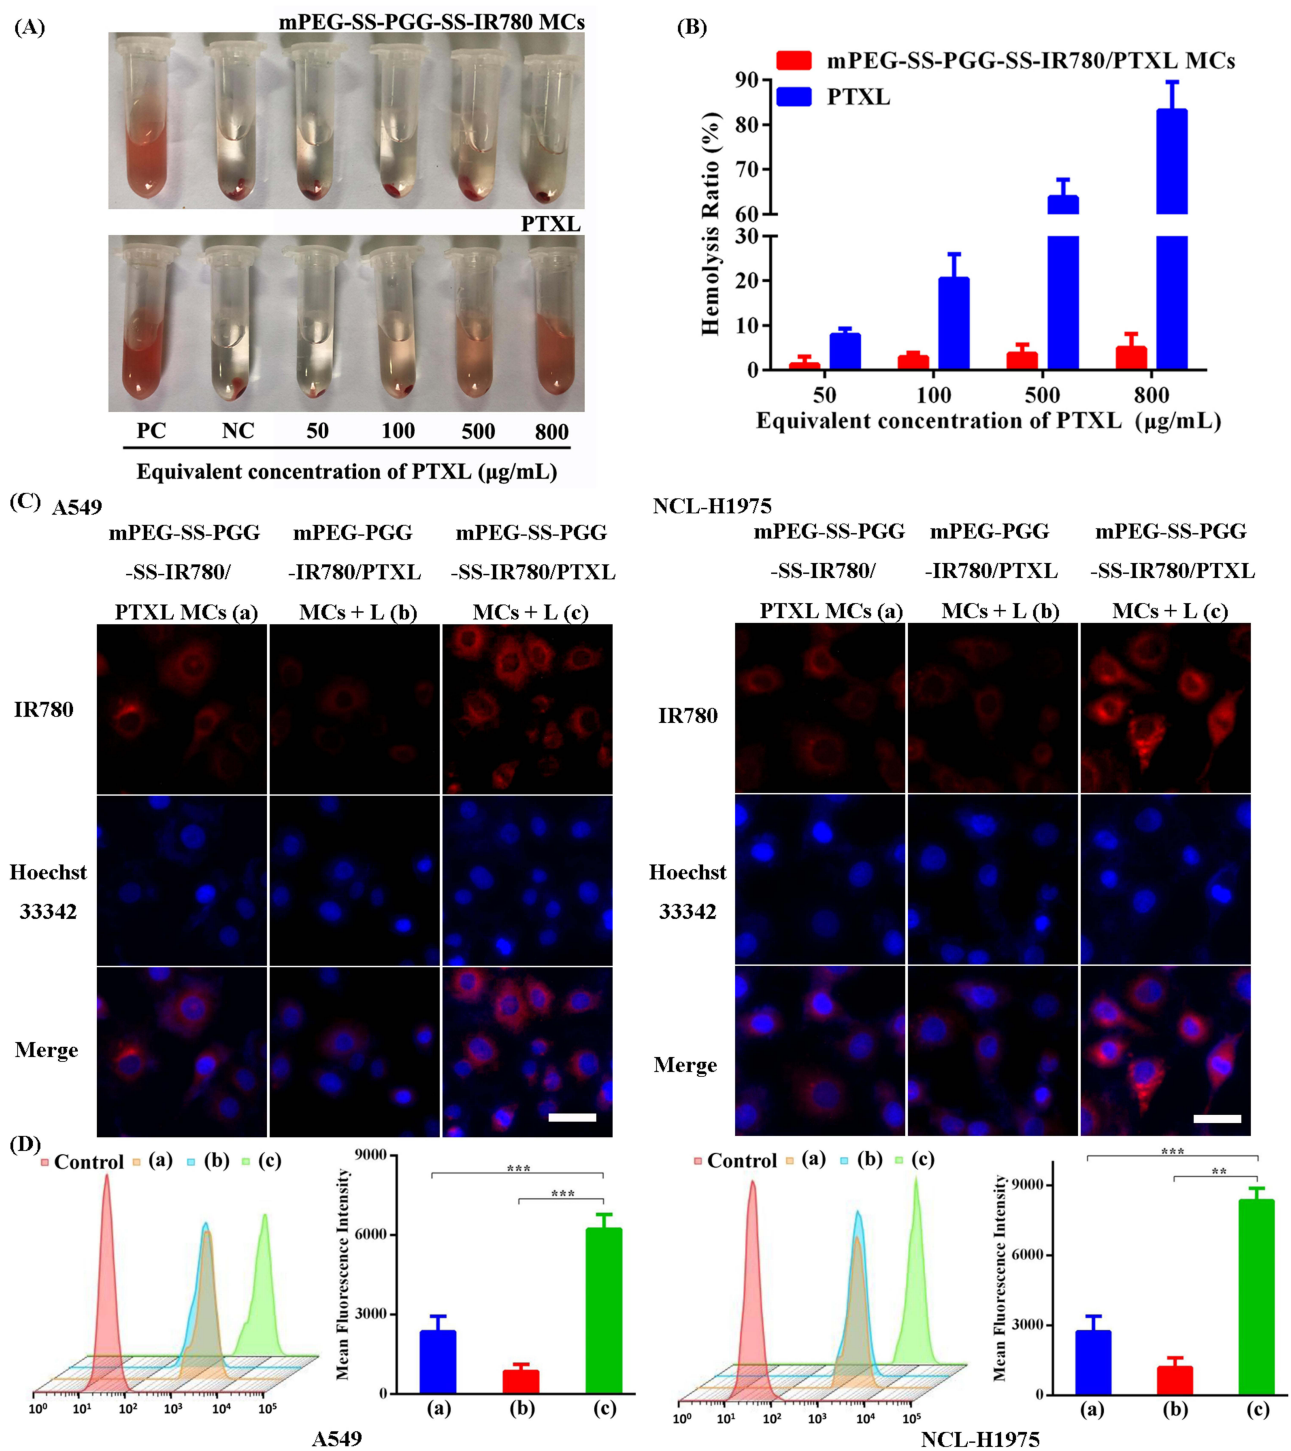 (A)
mPEG-SS-PGG-SS-IR780 MCs
PTXL
PC NC 50 100 500 800
Equivalent concentration of PTXL (μg/mL)
(B)
mPEG-SS-PGG-SS-IR780/PTXL MCs
PTXL
Hemolysis Ratio (%)
90
80
70
60
30
20
10
0
50 100 500 800
Equivalent concentration of PTXL (μg/mL)
(C)
A549
mPEG-SS-PGG mPEG-PGG mPEG-SS-PGG
-SS-IR780/ -IR780/PTXL -SS-IR780/PTXL
PTXL MCs (a) MCs + L (b) MCs + L (c)
IR780
Hoechst
33342
Merge
NCL-H1975
mPEG-SS-PGG mPEG-PGG mPEG-SS-PGG
-SS-IR780/ -IR780/PTXL -SS-IR780/PTXL
PTXL MCs (a) MCs + L (b) MCs + L (c)
IR780
Hoechst
33342
Merge
(D)
Control (a) (b) (c)
10⁰ 10¹ 10² 10³ 10⁴ 10⁵
Mean Fluorescence Intensity
9000
6000
3000
0
***
***
(a) (b) (c)
A549
Control (a) (b) (c)
10⁰ 10¹ 10² 10³ 10⁴ 10⁵
Mean Fluorescence Intensity
9000
6000
3000
0
***
**
(a) (b) (c)
NCL-H1975